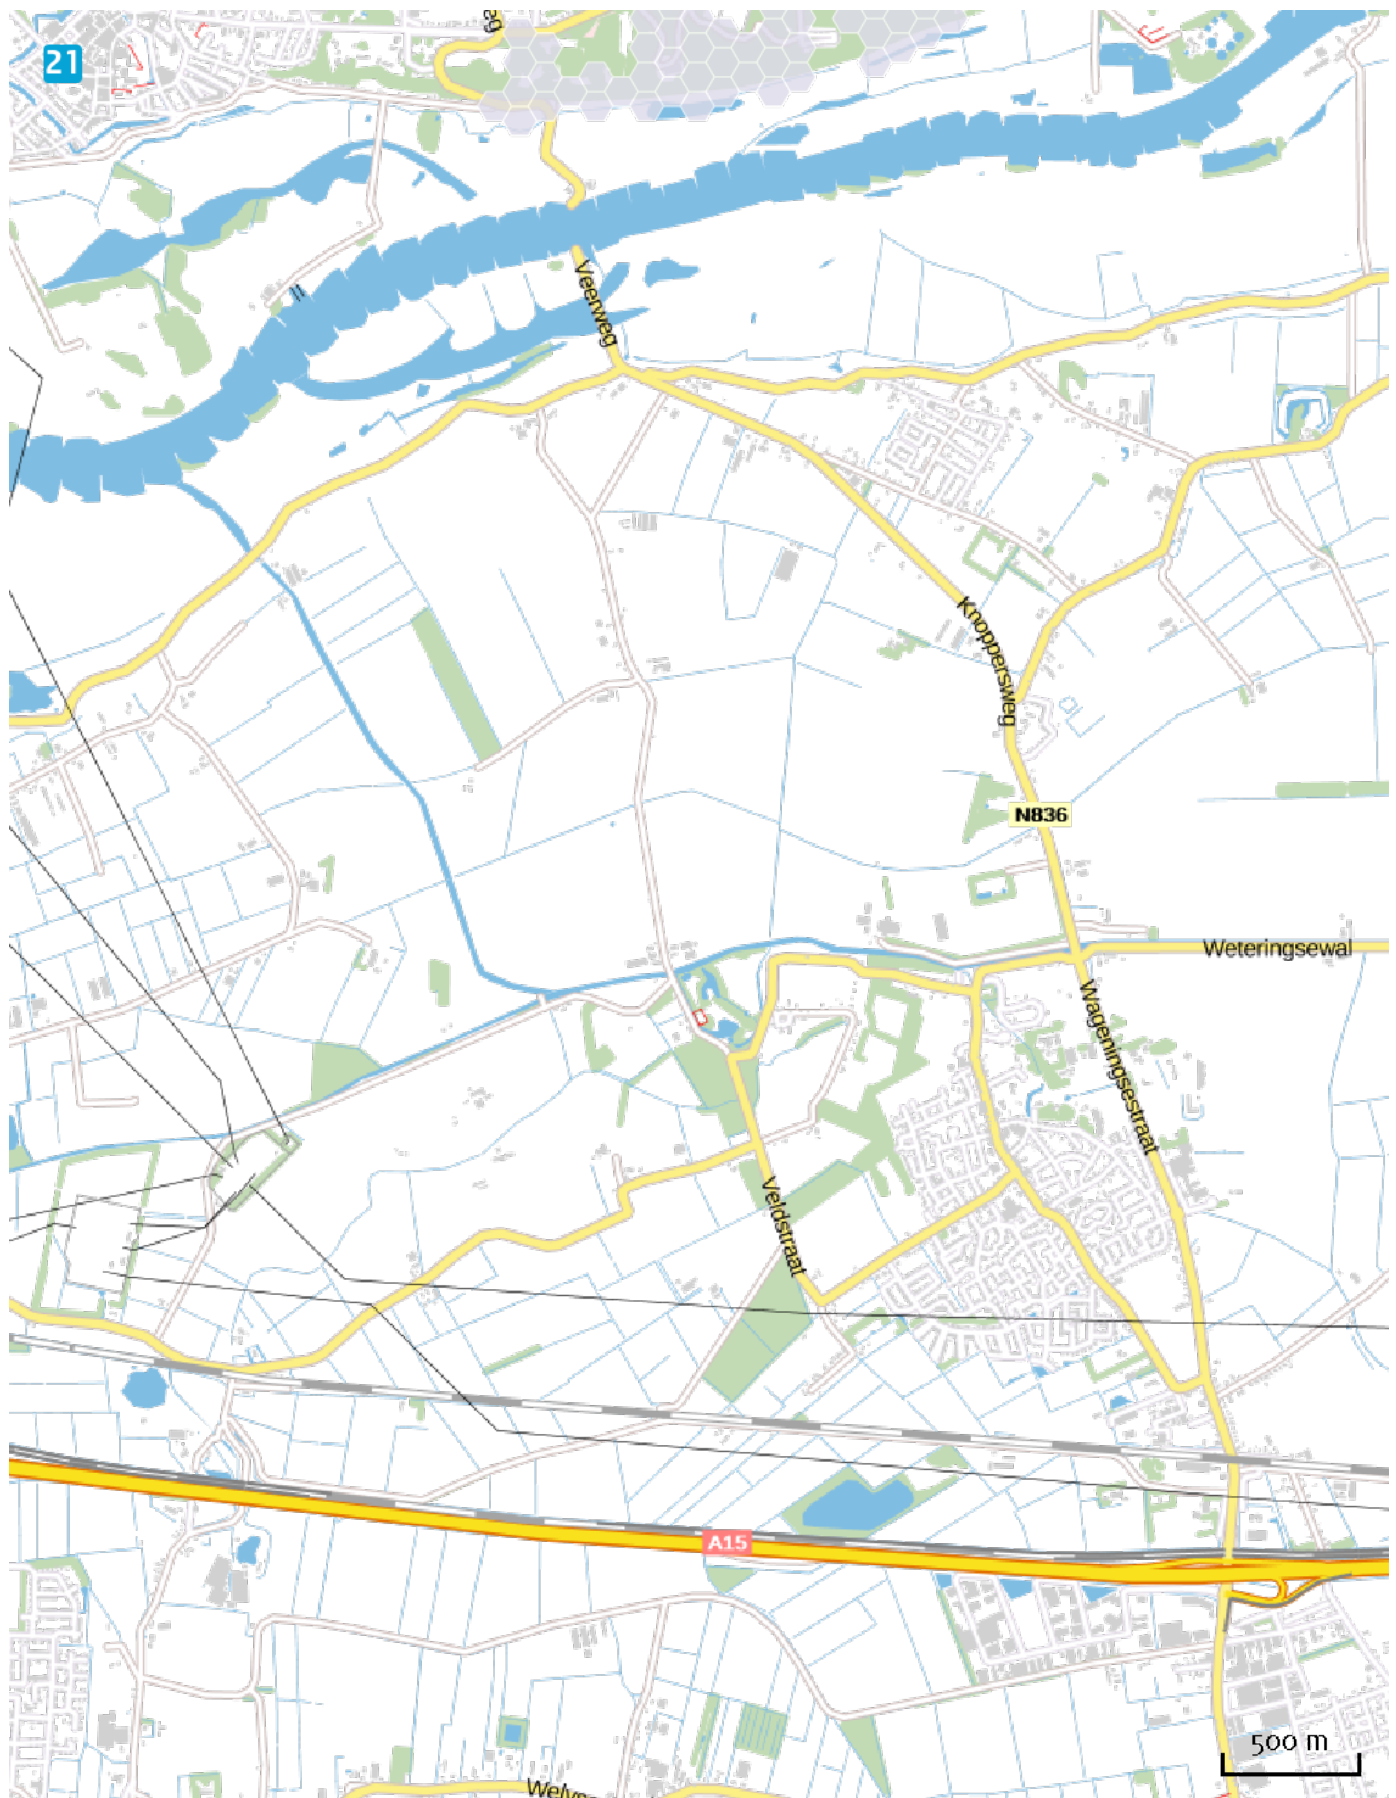 21
Veerweg
Knoppersweg
N836
Weteringsewal
Wageningsestraat
Veldstraat
A15
500 m